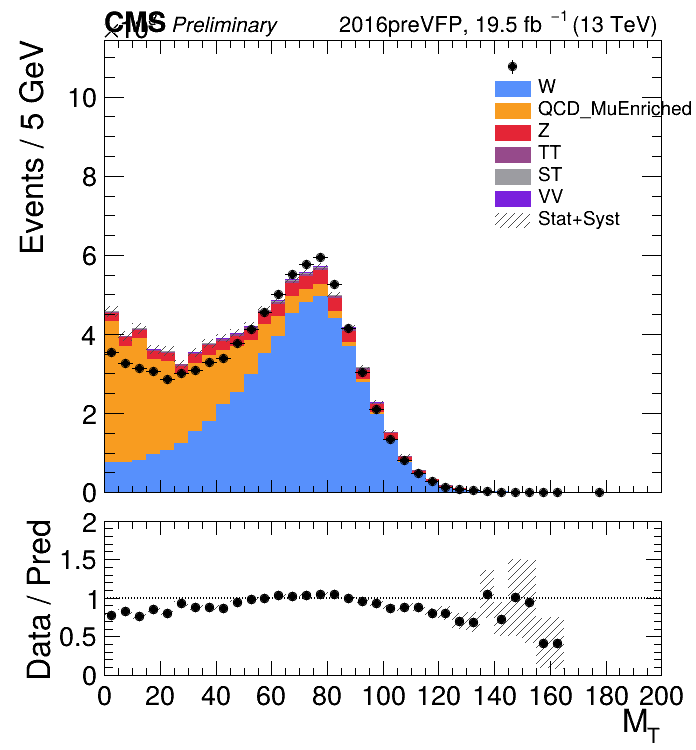 CMS Preliminary 2016preVFP, 19.5 fb⁻¹ (13 TeV)
Events / 5 GeV
10
8
6
4
2
0
W
QCD_MuEnriched
Z
TT
ST
VV
Stat+Syst
Data / Pred
2
1.5
1
0.5
0
0 20 40 60 80 100 120 140 160 180 200
M_T